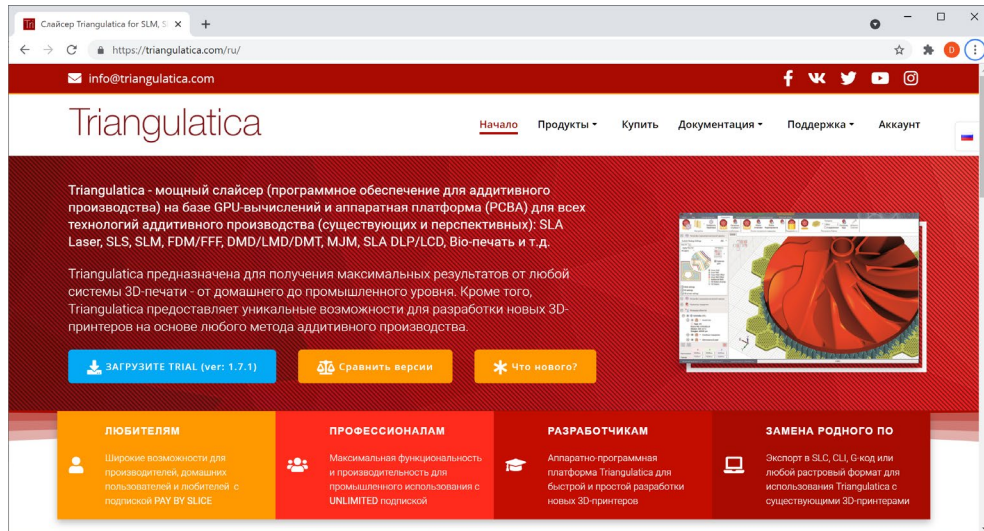 Слайсер Triangulatica for SLM, S
https://triangulatica.com/ru/
info@triangulatica.com
Triangulatica
Начало Продукты Купить Документация Поддержка Аккаунт
Triangulatica - мощный слайсер (программное обеспечение для аддитивного
производства) на базе GPU-вычислений и аппаратная платформа (PCBA) для всех
технологий аддитивного производства (существующих и перспективных): SLA
Laser, SLS, SLM, FDM/FFF, DMD/LMD/DMT, MJM, SLA DLP/LCD, Bio-печать и т.д.
Triangulatica предназначена для получения максимальных результатов от любой
системы 3D-печати - от домашнего до промышленного уровня. Кроме того,
Triangulatica предоставляет уникальные возможности для разработки новых 3D-
принтеров на основе любого метода аддитивного производства.
ЗАГРУЗИТЕ TRIAL (ver: 1.7.1) Сравнить версии Что нового?
ЛЮБИТЕЛЯМ
Широкие возможности для
производителей, домашних
пользователей и любителей с
подпиской PAY BY SLICE
ПРОФЕССИОНАЛАМ
Максимальная функциональность
и производительность для
промышленного использования с
UNLIMITED подпиской
РАЗРАБОТЧИКАМ
Аппаратно-программная
платформа Triangulatica для
быстрой и простой разработки
новых 3D-принтеров
ЗАМЕНА РОДНОГО ПО
Экспорт в SLC, CLI, G-код или
любой растровый формат для
использования Triangulatica с
существующими 3D-принтерами